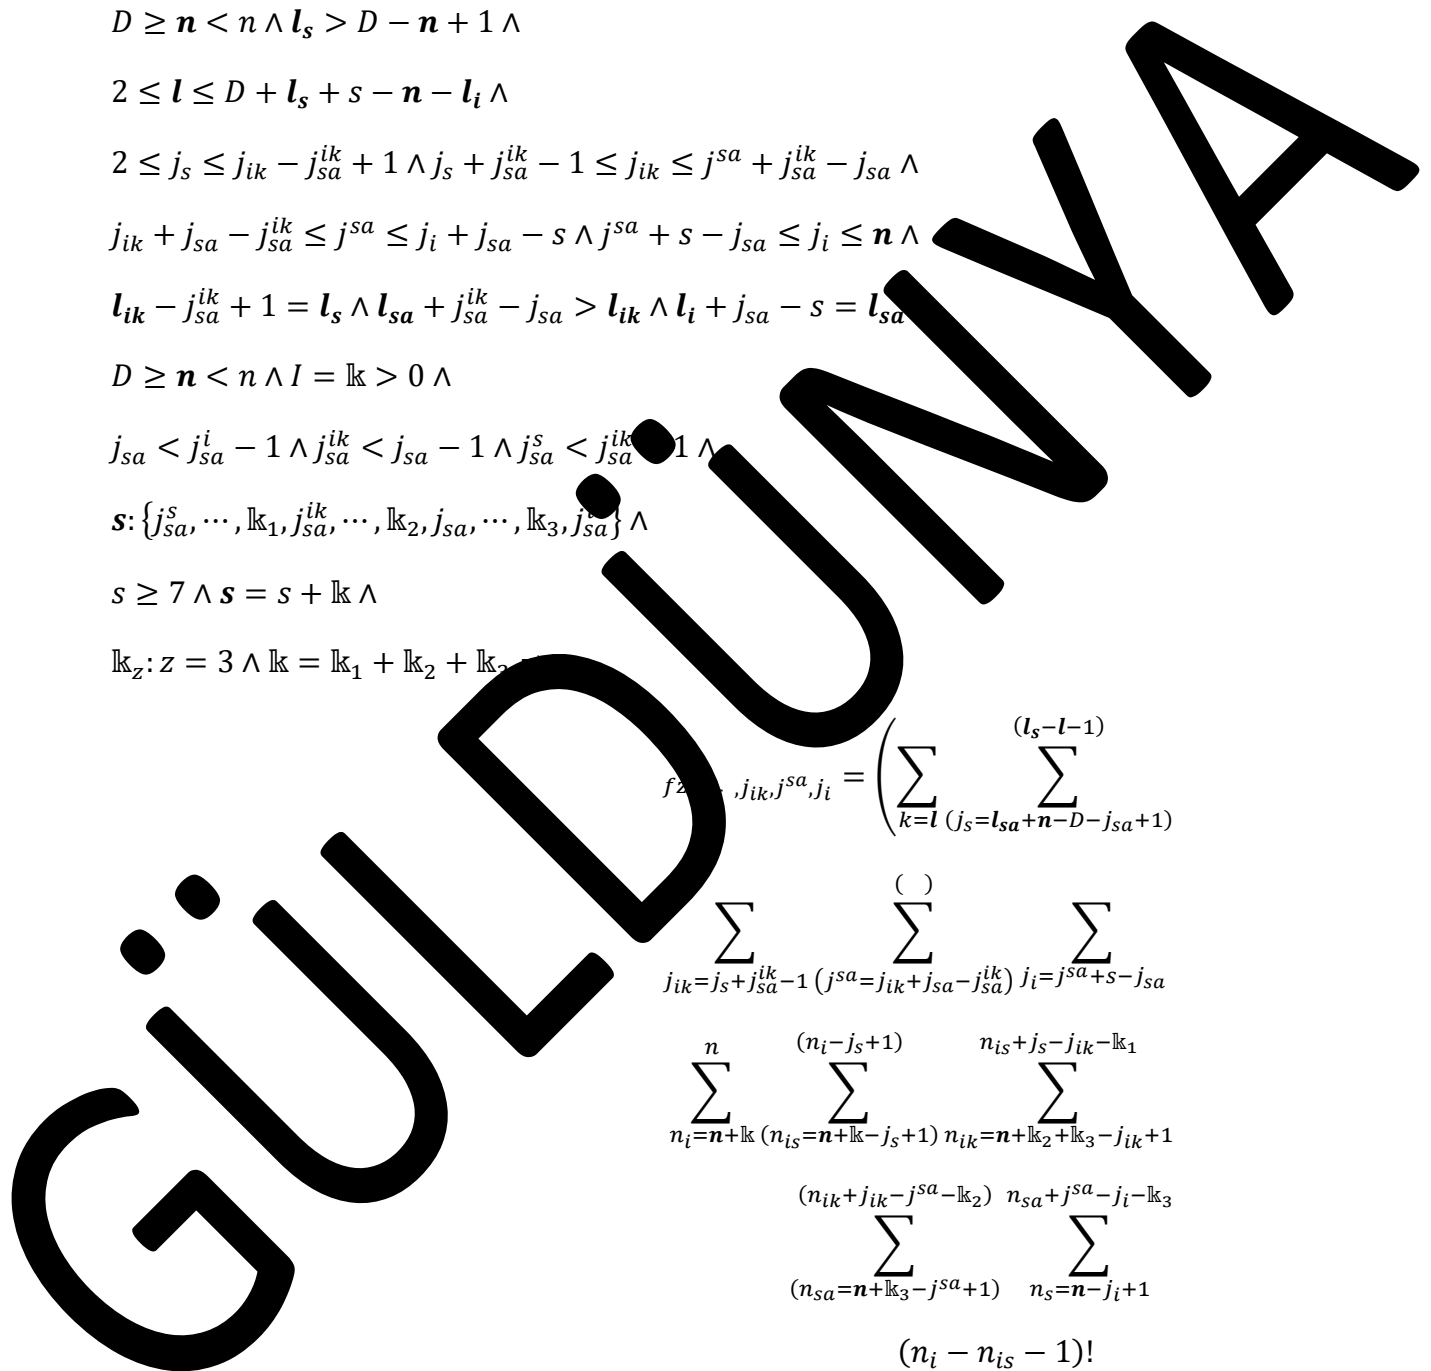 D ≥ 𝒏 < n ∧ 𝒍_𝒔 > D − 𝒏 + 1 ∧
2 ≤ 𝒍 ≤ D + 𝒍_𝒔 + s − 𝒏 − 𝒍_𝒊 ∧
2 ≤ j_s ≤ j_{ik} − j_{sa}^{ik} + 1 ∧ j_s + j_{sa}^{ik} − 1 ≤ j_{ik} ≤ j^{sa} + j_{sa}^{ik} − j_{sa} ∧
j_{ik} + j_{sa} − j_{sa}^{ik} ≤ j^{sa} ≤ j_i + j_{sa} − s ∧ j^{sa} + s − j_{sa} ≤ j_i ≤ 𝒏 ∧
𝒍_{𝒊𝒌} − j_{sa}^{ik} + 1 = 𝒍_𝒔 ∧ 𝒍_{𝒔𝒂} + j_{sa}^{ik} − j_{sa} > 𝒍_{𝒊𝒌} ∧ 𝒍_𝒊 + j_{sa} − s = 𝒍_{𝒔𝒂}
D ≥ 𝒏 < n ∧ I = 𝕜 > 0 ∧
j_{sa} < j_{sa}^i − 1 ∧ j_{sa}^{ik} < j_{sa} − 1 ∧ j_{sa}^s < j_{sa}^{ik} 1 ∧
𝒔: {j_{sa}^s, ⋯, 𝕜_1, j_{sa}^{ik}, ⋯, 𝕜_2, j_{sa}, ⋯, 𝕜_3, j_{sa}} ∧
s ≥ 7 ∧ 𝒔 = s + 𝕜 ∧
𝕜_z: z = 3 ∧ 𝕜 = 𝕜_1 + 𝕜_2 + 𝕜_3
_{,j_{ik},j^{sa},j_i} = ( ∑_{k=𝒍} ∑_{(j_s=𝒍_{𝒔𝒂}+𝒏−D−j_{sa}+1)}^{(𝒍_𝒔−𝒍−1)}
∑_{j_{ik}=j_s+j_{sa}^{ik}−1} ∑_{(j^{sa}=j_{ik}+j_{sa}−j_{sa}^{ik})}^{( )} ∑_{j_i=j^{sa}+s−j_{sa}}
∑_{n_i=𝒏+𝕜}^{n} ∑_{(n_{is}=𝒏+𝕜−j_s+1)}^{(n_i−j_s+1)} ∑_{n_{ik}=𝒏+𝕜_2+𝕜_3−j_{ik}+1}^{n_{is}+j_s−j_{ik}−𝕜_1}
∑_{(n_{sa}=𝒏+𝕜_3−j^{sa}+1)}^{(n_{ik}+j_{ik}−j^{sa}−𝕜_2)} ∑_{n_s=𝒏−j_i+1}^{n_{sa}+j^{sa}−j_i−𝕜_3}
(n_i − n_{is} − 1)!
GÜLDÜNYA